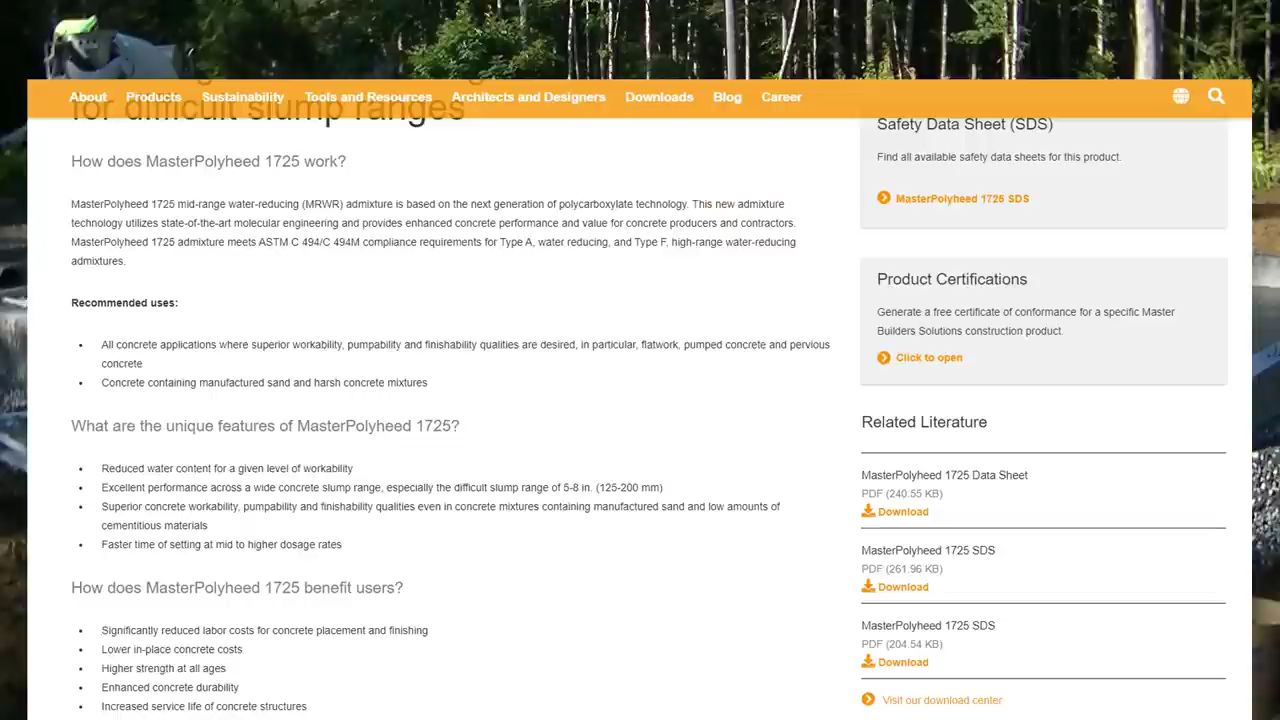 About Products Sustainability Tools and Resources Architects and Designers Downloads Blog Career
for difficult slump ranges
How does MasterPolyheed 1725 work?
MasterPolyheed 1725 mid-range water-reducing (MRWR) admixture is based on the next generation of polycarboxylate technology. This new admixture
technology utilizes state-of-the-art molecular engineering and provides enhanced concrete performance and value for concrete producers and contractors.
MasterPolyheed 1725 admixture meets ASTM C 494/C 494M compliance requirements for Type A, water reducing, and Type F, high-range water-reducing
admixtures.
Recommended uses:
• All concrete applications where superior workability, pumpability and finishability qualities are desired, in particular, flatwork, pumped concrete and pervious
concrete
• Concrete containing manufactured sand and harsh concrete mixtures
What are the unique features of MasterPolyheed 1725?
• Reduced water content for a given level of workability
• Excellent performance across a wide concrete slump range, especially the difficult slump range of 5-8 in. (125-200 mm)
• Superior concrete workability, pumpability and finishability qualities even in concrete mixtures containing manufactured sand and low amounts of
cementitious materials
• Faster time of setting at mid to higher dosage rates
How does MasterPolyheed 1725 benefit users?
• Significantly reduced labor costs for concrete placement and finishing
• Lower in-place concrete costs
• Higher strength at all ages
• Enhanced concrete durability
• Increased service life of concrete structures
Safety Data Sheet (SDS)
Find all available safety data sheets for this product.
MasterPolyheed 1725 SDS
Product Certifications
Generate a free certificate of conformance for a specific Master
Builders Solutions construction product.
Click to open
Related Literature
MasterPolyheed 1725 Data Sheet
PDF (240.55 KB)
Download
MasterPolyheed 1725 SDS
PDF (261.96 KB)
Download
MasterPolyheed 1725 SDS
PDF (204.54 KB)
Download
Visit our download center